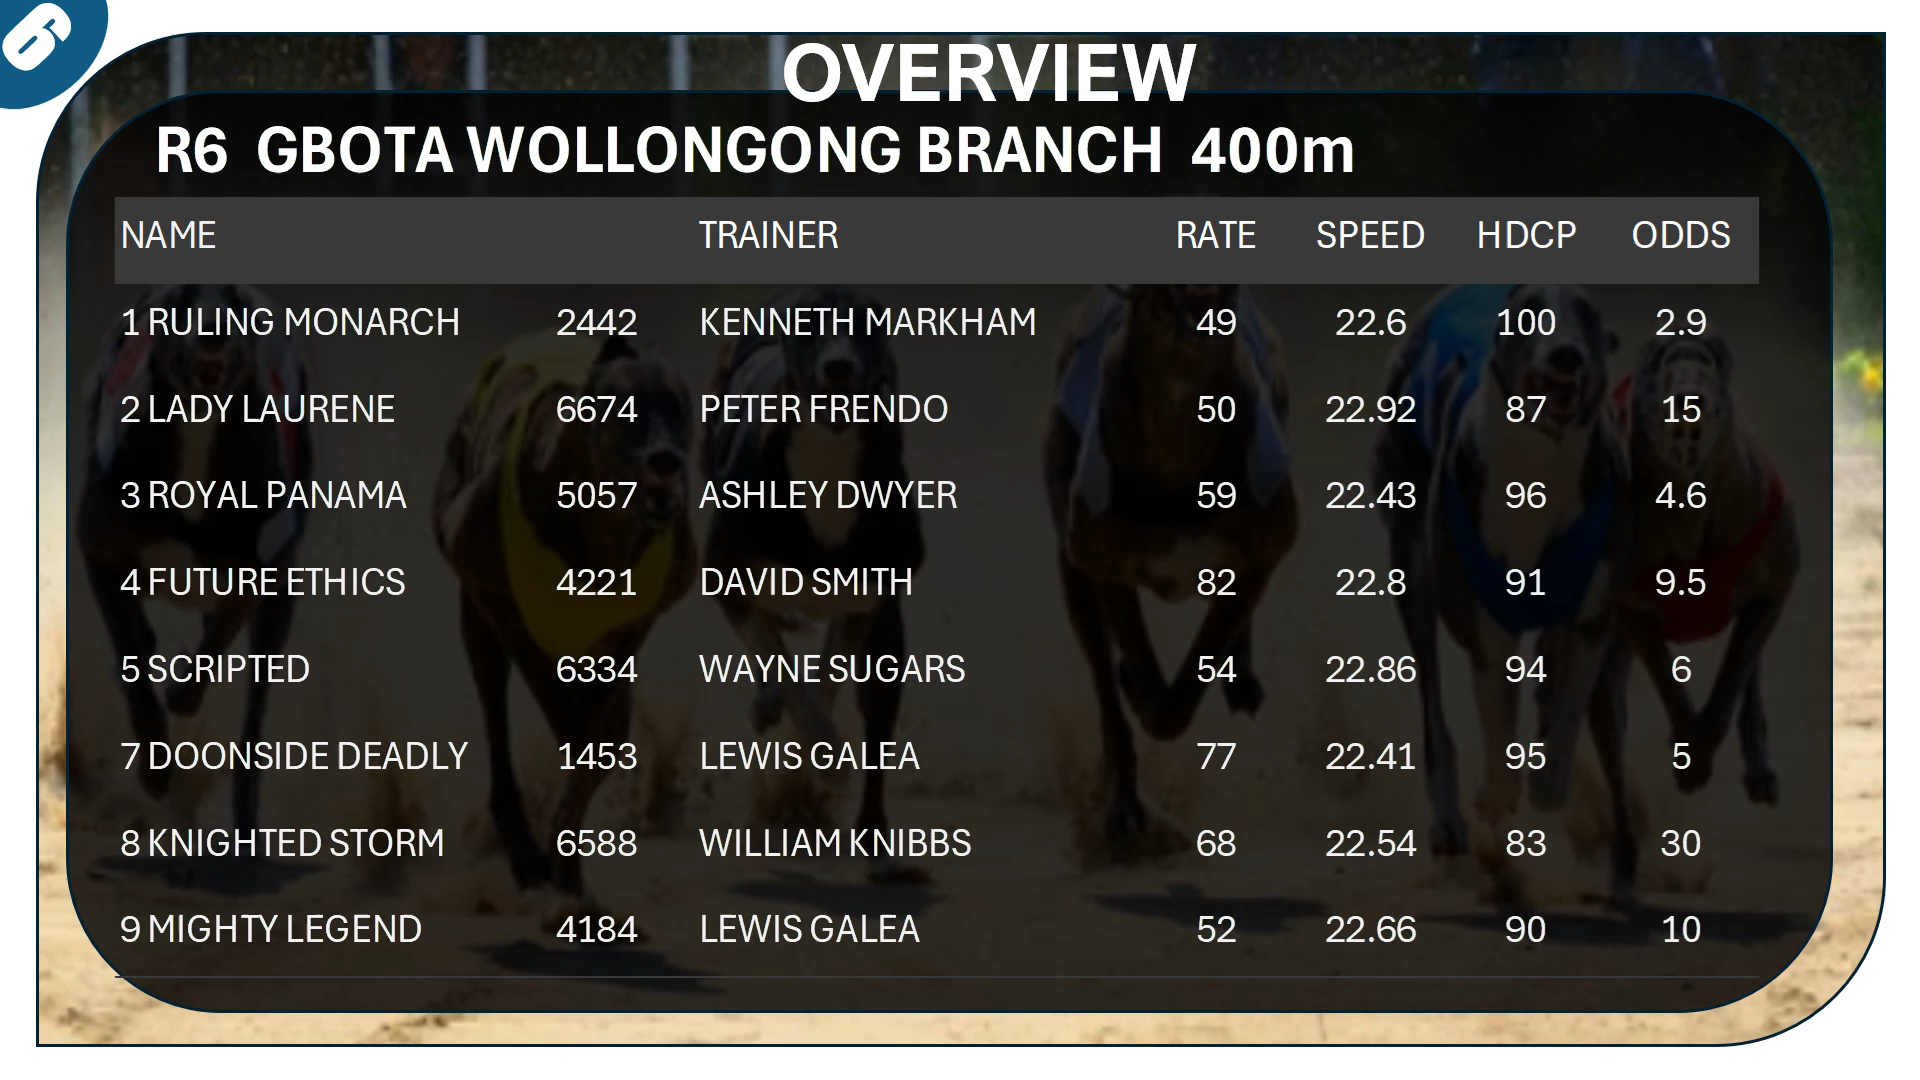 6
OVERVIEW
R6 GBOTA WOLLONGONG BRANCH 400m
NAME TRAINER RATE SPEED HDCP ODDS
1 RULING MONARCH 2442 KENNETH MARKHAM 49 22.6 100 2.9
2 LADY LAURENE 6674 PETER FRENDO 50 22.92 87 15
3 ROYAL PANAMA 5057 ASHLEY DWYER 59 22.43 96 4.6
4 FUTURE ETHICS 4221 DAVID SMITH 82 22.8 91 9.5
5 SCRIPTED 6334 WAYNE SUGARS 54 22.86 94 6
7 DOONSIDE DEADLY 1453 LEWIS GALEA 77 22.41 95 5
8 KNIGHTED STORM 6588 WILLIAM KNIBBS 68 22.54 83 30
9 MIGHTY LEGEND 4184 LEWIS GALEA 52 22.66 90 10